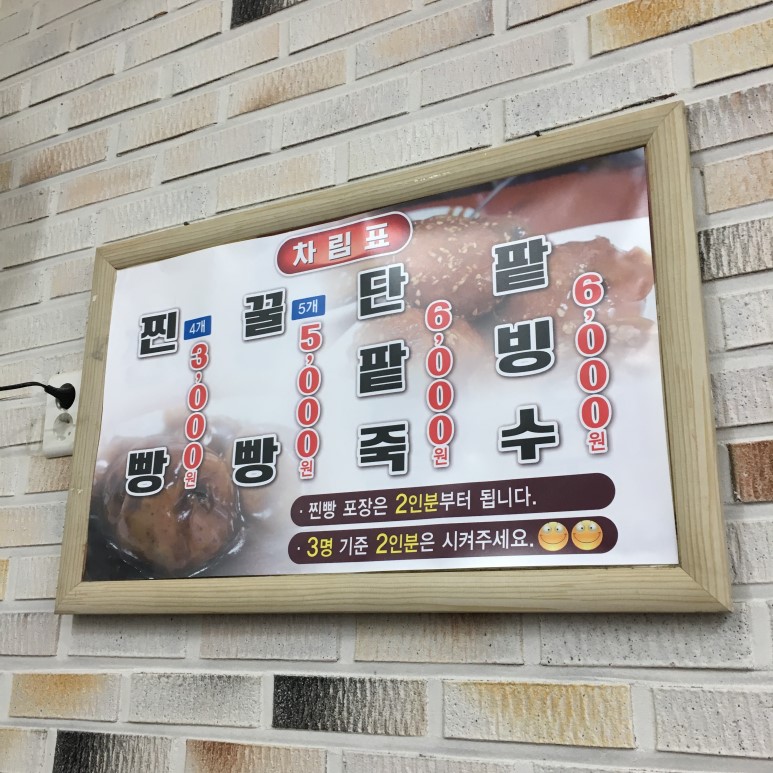 차림표
찐빵
4개
3,000원
꿀빵
5개
5,000원
단팥죽
6,000원
팥빙수
6,000원
· 찐빵 포장은 2인분부터 됩니다.
· 3명 기준 2인분은 시켜주세요.